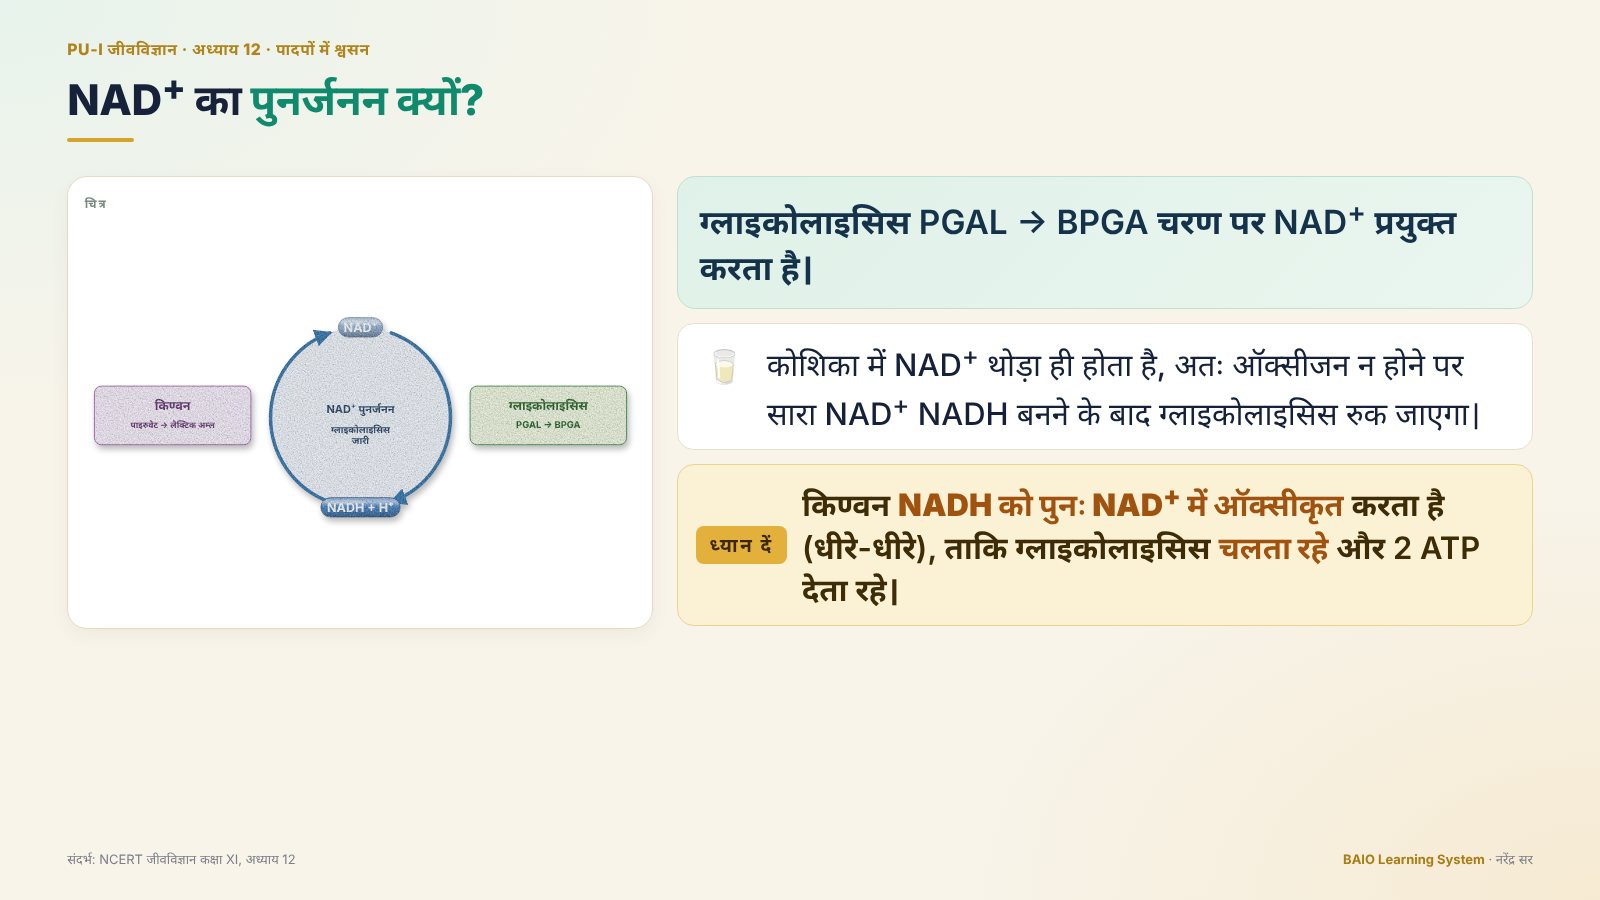 PU-I जीवविज्ञान · अध्याय 12 · पादपों में श्वसन
NAD⁺ का पुनर्जनन क्यों?
चित्र
NAD⁺
किण्वन
पाइरुवेट → लैक्टिक अम्ल
NAD⁺ पुनर्जनन
ग्लाइकोलाइसिस
जारी
ग्लाइकोलाइसिस
PGAL → BPGA
NADH + H⁺
ग्लाइकोलाइसिस PGAL → BPGA चरण पर NAD⁺ प्रयुक्त
करता है|
कोशिका में NAD⁺ थोड़ा ही होता है, अतः ऑक्सीजन न होने पर
सारा NAD⁺ NADH बनने के बाद ग्लाइकोलाइसिस रुक जाएगा|
ध्यान दें
किण्वन NADH को पुनः NAD⁺ में ऑक्सीकृत करता है
(धीरे-धीरे), ताकि ग्लाइकोलाइसिस चलता रहे और 2 ATP
देता रहे|
संदर्भ: NCERT जीवविज्ञान कक्षा XI, अध्याय 12
BAIO Learning System · नरेंद्र सर